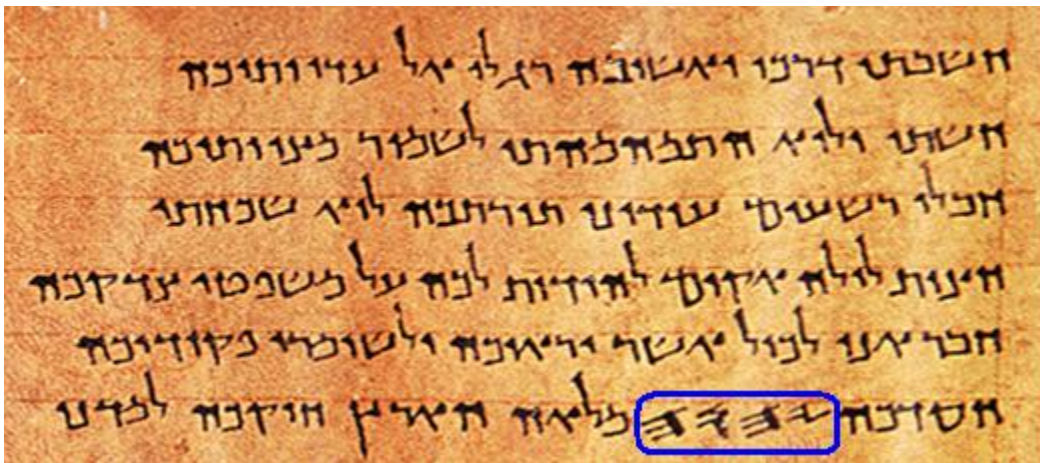 חשבתי דרכי ואשיבה רגלי אל עדוותיכה
חשתי ולוא התמהמהתי לשמור מצוותיכה
חבלי רשעים עודוני תורתכה לוא שכחתי
חצות לילה אקום להודות לכה על משפטי צדקכה
חבר אני לכול אשר יראוכה ולשומרי פקודיכה
חסדכה 𐤉𐤄𐤅𐤄 מלאה הארץ חוקכה למדני